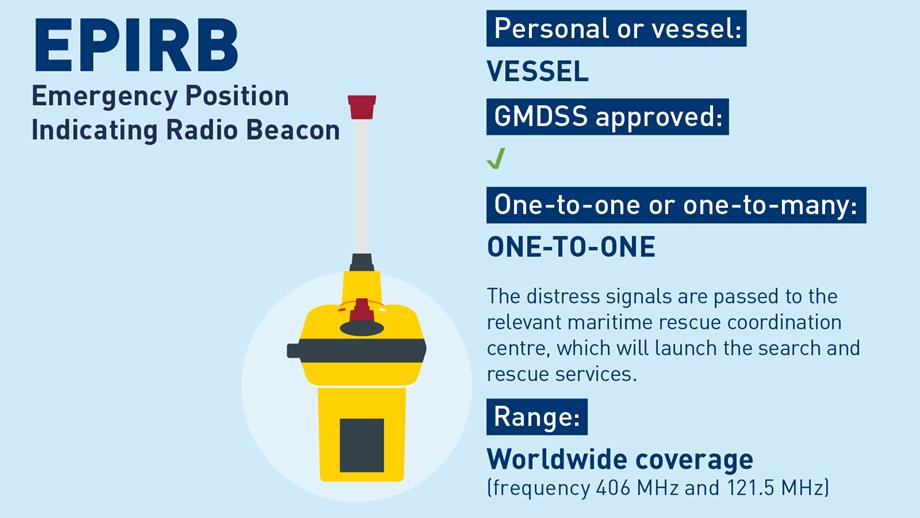 EPIRB
Emergency Position
Indicating Radio Beacon
Personal or vessel:
VESSEL
GMDSS approved:
✓
One-to-one or one-to-many:
ONE-TO-ONE
The distress signals are passed to the
relevant maritime rescue coordination
centre, which will launch the search and
rescue services.
Range:
Worldwide coverage
(frequency 406 MHz and 121.5 MHz)